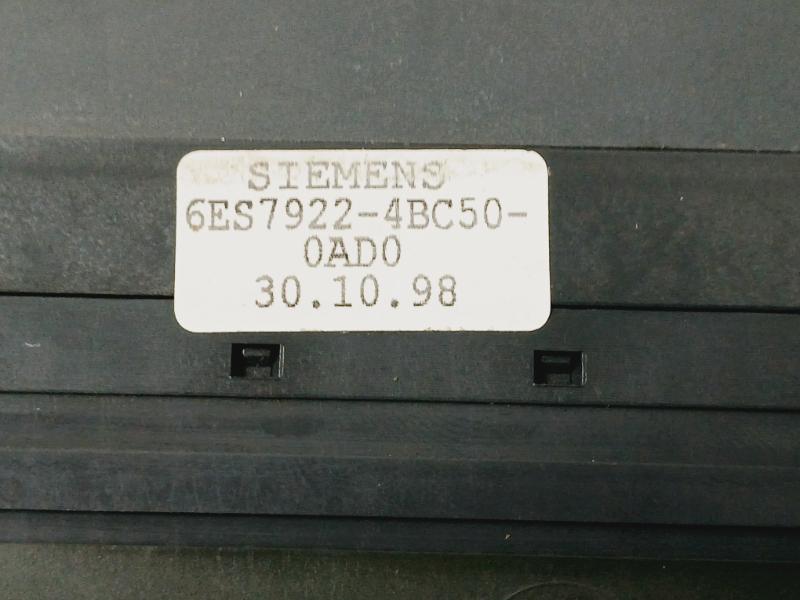 SIEMENS
6ES7922-4BC50-
0AD0
30.10.98